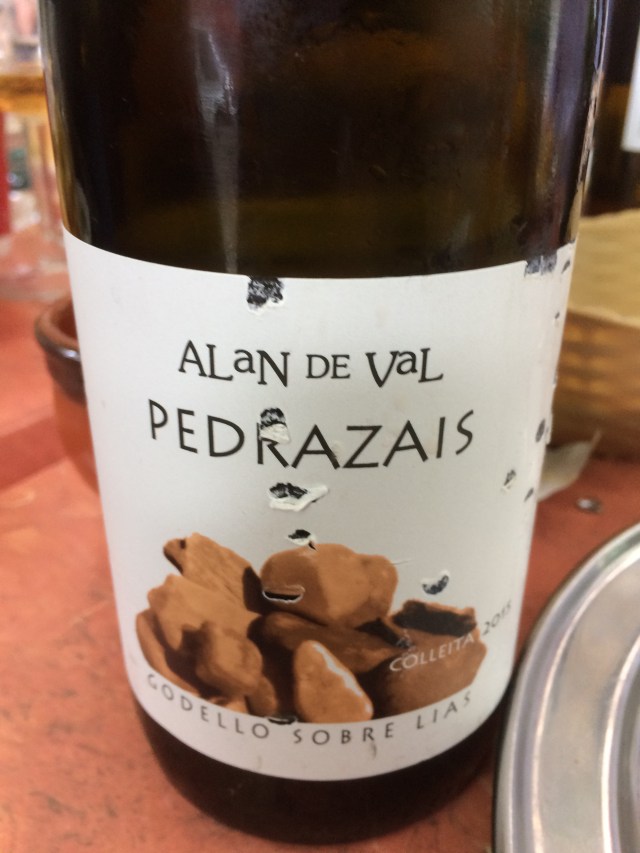 ALaN DE VaL
PEDRAZAIS
COLLEITA 2015
GODELLO SOBRE LIAS